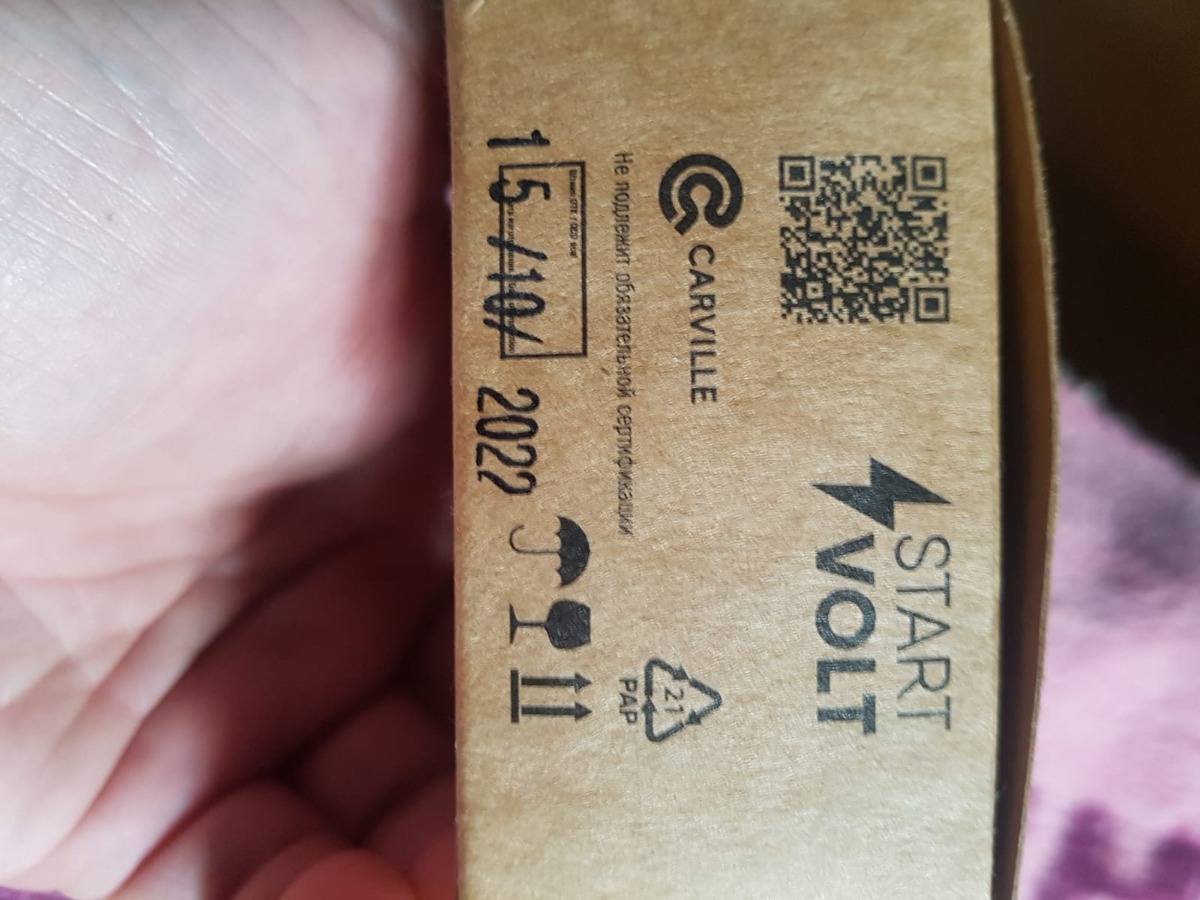 START
VOLT
CARVILLE
Не подлежит обязательной сертификации
15/10/2022
21
PAP